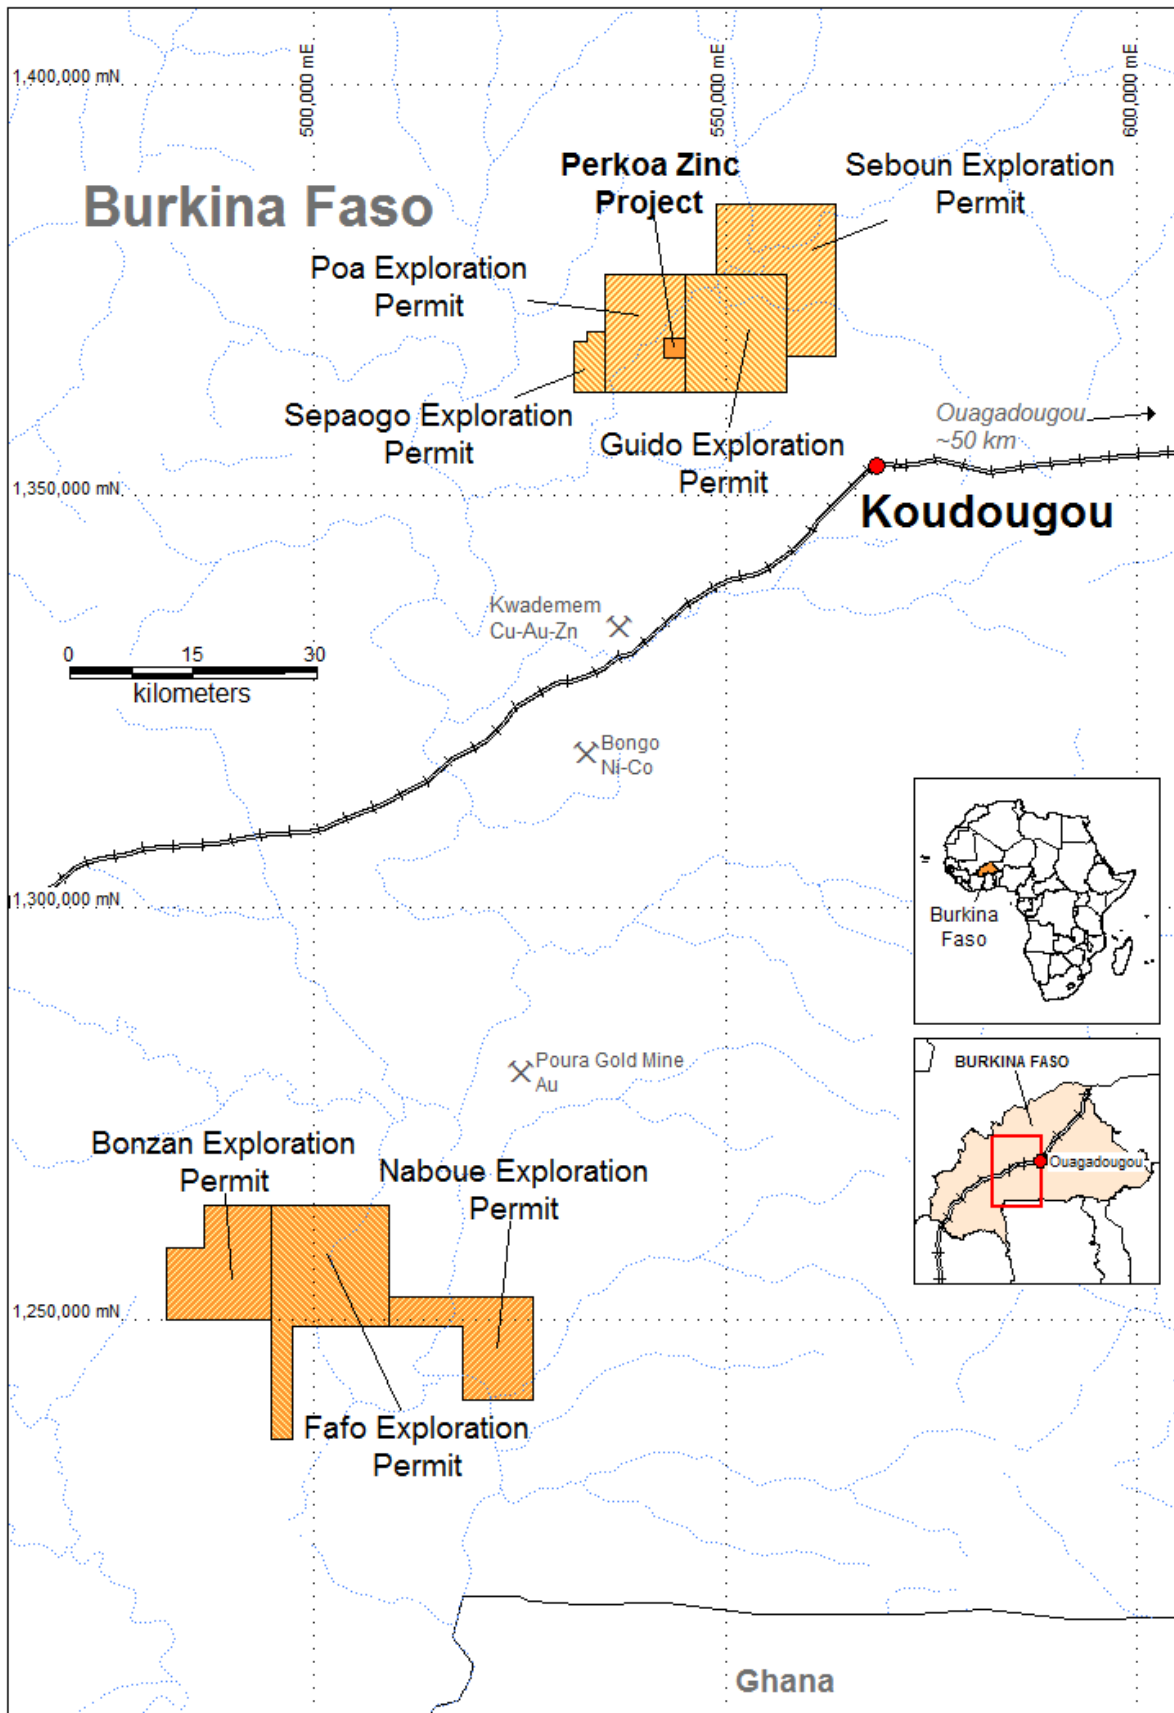 500,000 mE
550,000 mE
600,000 mE
1,400,000 mN
Burkina Faso
Perkoa Zinc
Project
Seboun Exploration
Permit
Poa Exploration
Permit
Sepaogo Exploration
Permit
Guido Exploration
Permit
Ouagadougou
~50 km
1,350,000 mN
Koudougou
Kwademem
Cu-Au-Zn
0 15 30
kilometers
Bongo
Ni-Co
1,300,000 mN
Burkina
Faso
Poura Gold Mine
Au
BURKINA FASO
Ouagadougou
Bonzan Exploration
Permit
Naboue Exploration
Permit
1,250,000 mN
Fafo Exploration
Permit
Ghana